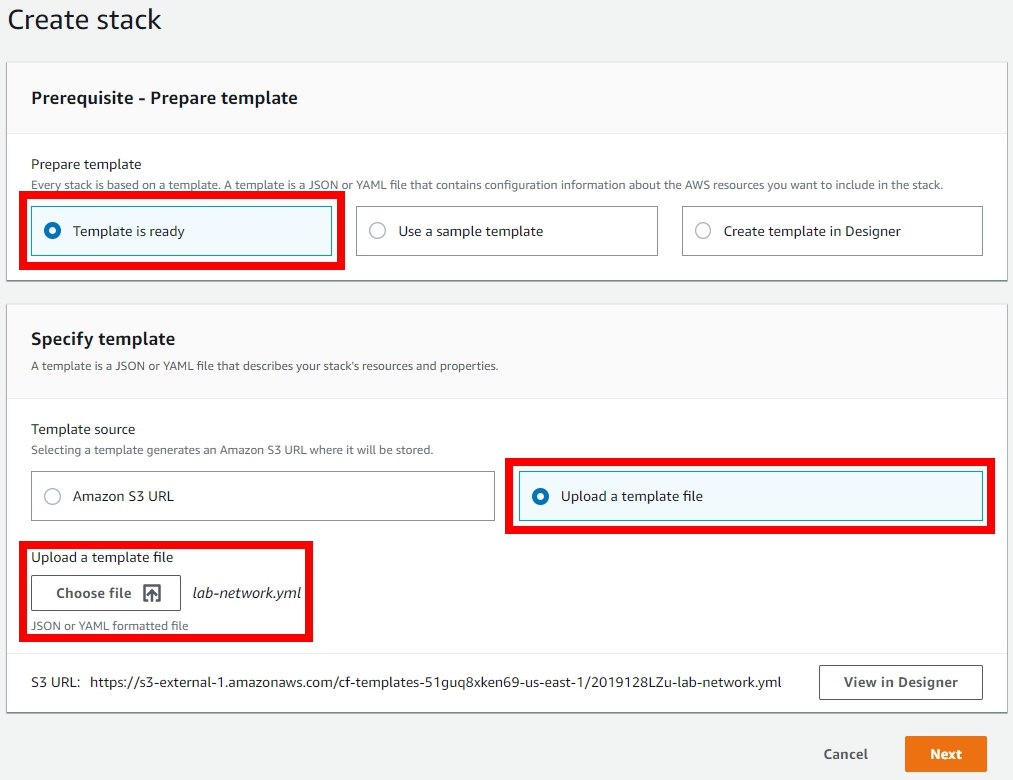 Create stack
Prerequisite - Prepare template
Prepare template
Every stack is based on a template. A template is a JSON or YAML file that contains configuration information about the AWS resources you want to include in the stack.
Template is ready
Use a sample template
Create template in Designer
Specify template
A template is a JSON or YAML file that describes your stack's resources and properties.
Template source
Selecting a template generates an Amazon S3 URL where it will be stored.
Amazon S3 URL
Upload a template file
Upload a template file
Choose file
lab-network.yml
JSON or YAML formatted file
S3 URL: https://s3-external-1.amazonaws.com/cf-templates-51guq8xken69-us-east-1/2019128LZu-lab-network.yml
View in Designer
Cancel
Next